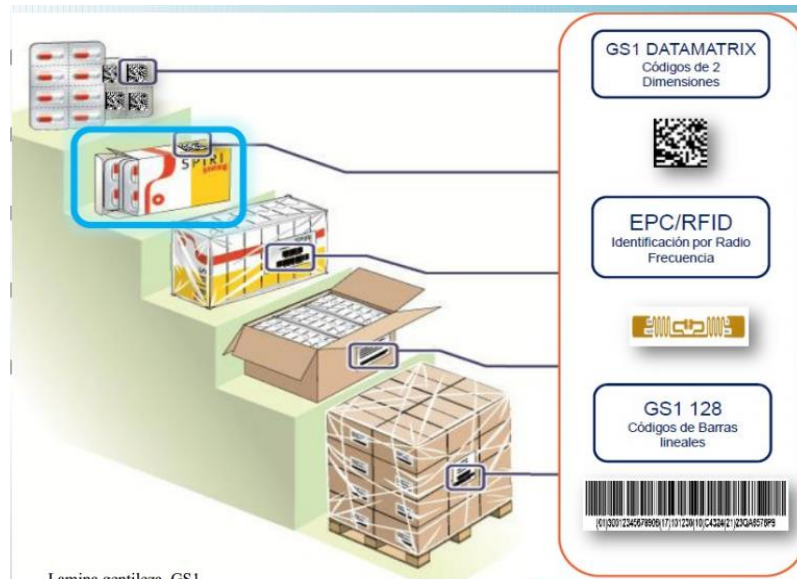 GS1 DATAMATRIX
Códigos de 2
Dimensiones
SPIRI
EPC/RFID
Identificación por Radio
Frecuencia
GS1 128
Códigos de Barras
lineales
Lamina gentileza GS1